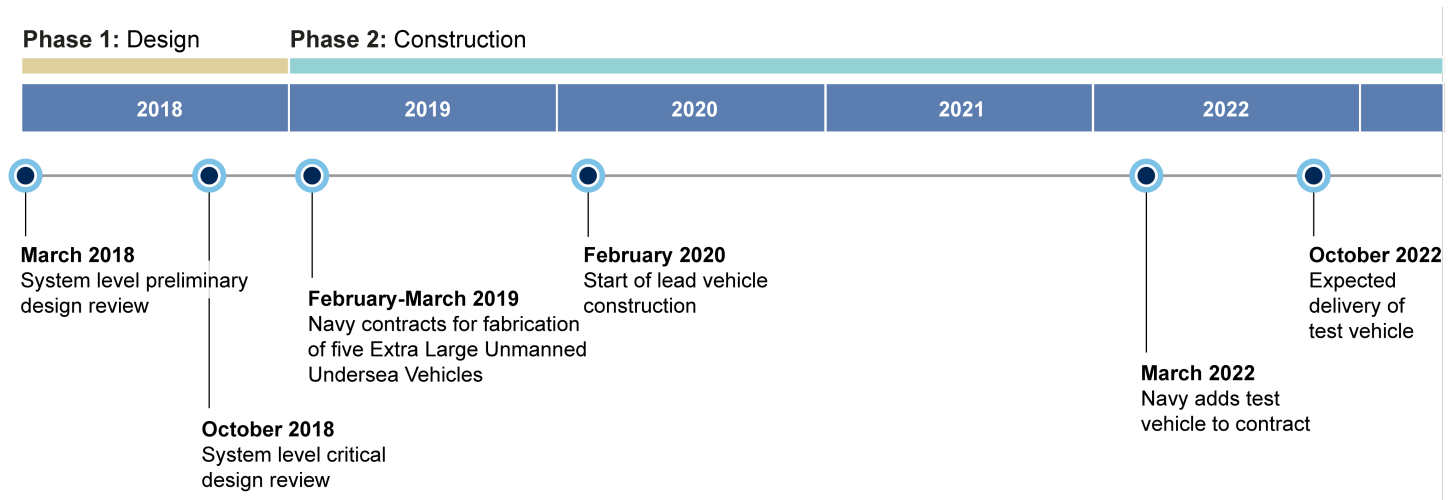 Phase 1: Design
Phase 2: Construction
2018
2019
2020
2021
2022
March 2018
System level preliminary
design review
October 2018
System level critical
design review
February-March 2019
Navy contracts for fabrication
of five Extra Large Unmanned
Undersea Vehicles
February 2020
Start of lead vehicle
construction
March 2022
Navy adds test
vehicle to contract
October 2022
Expected
delivery of
test vehicle